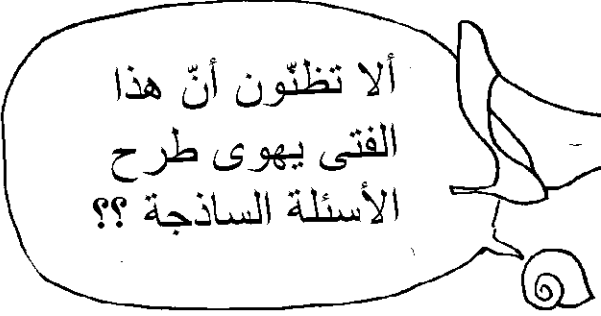 ألا تظنّون أنّ هذا
الفتى يهوى طرح
الأسئلة الساذجة ؟؟